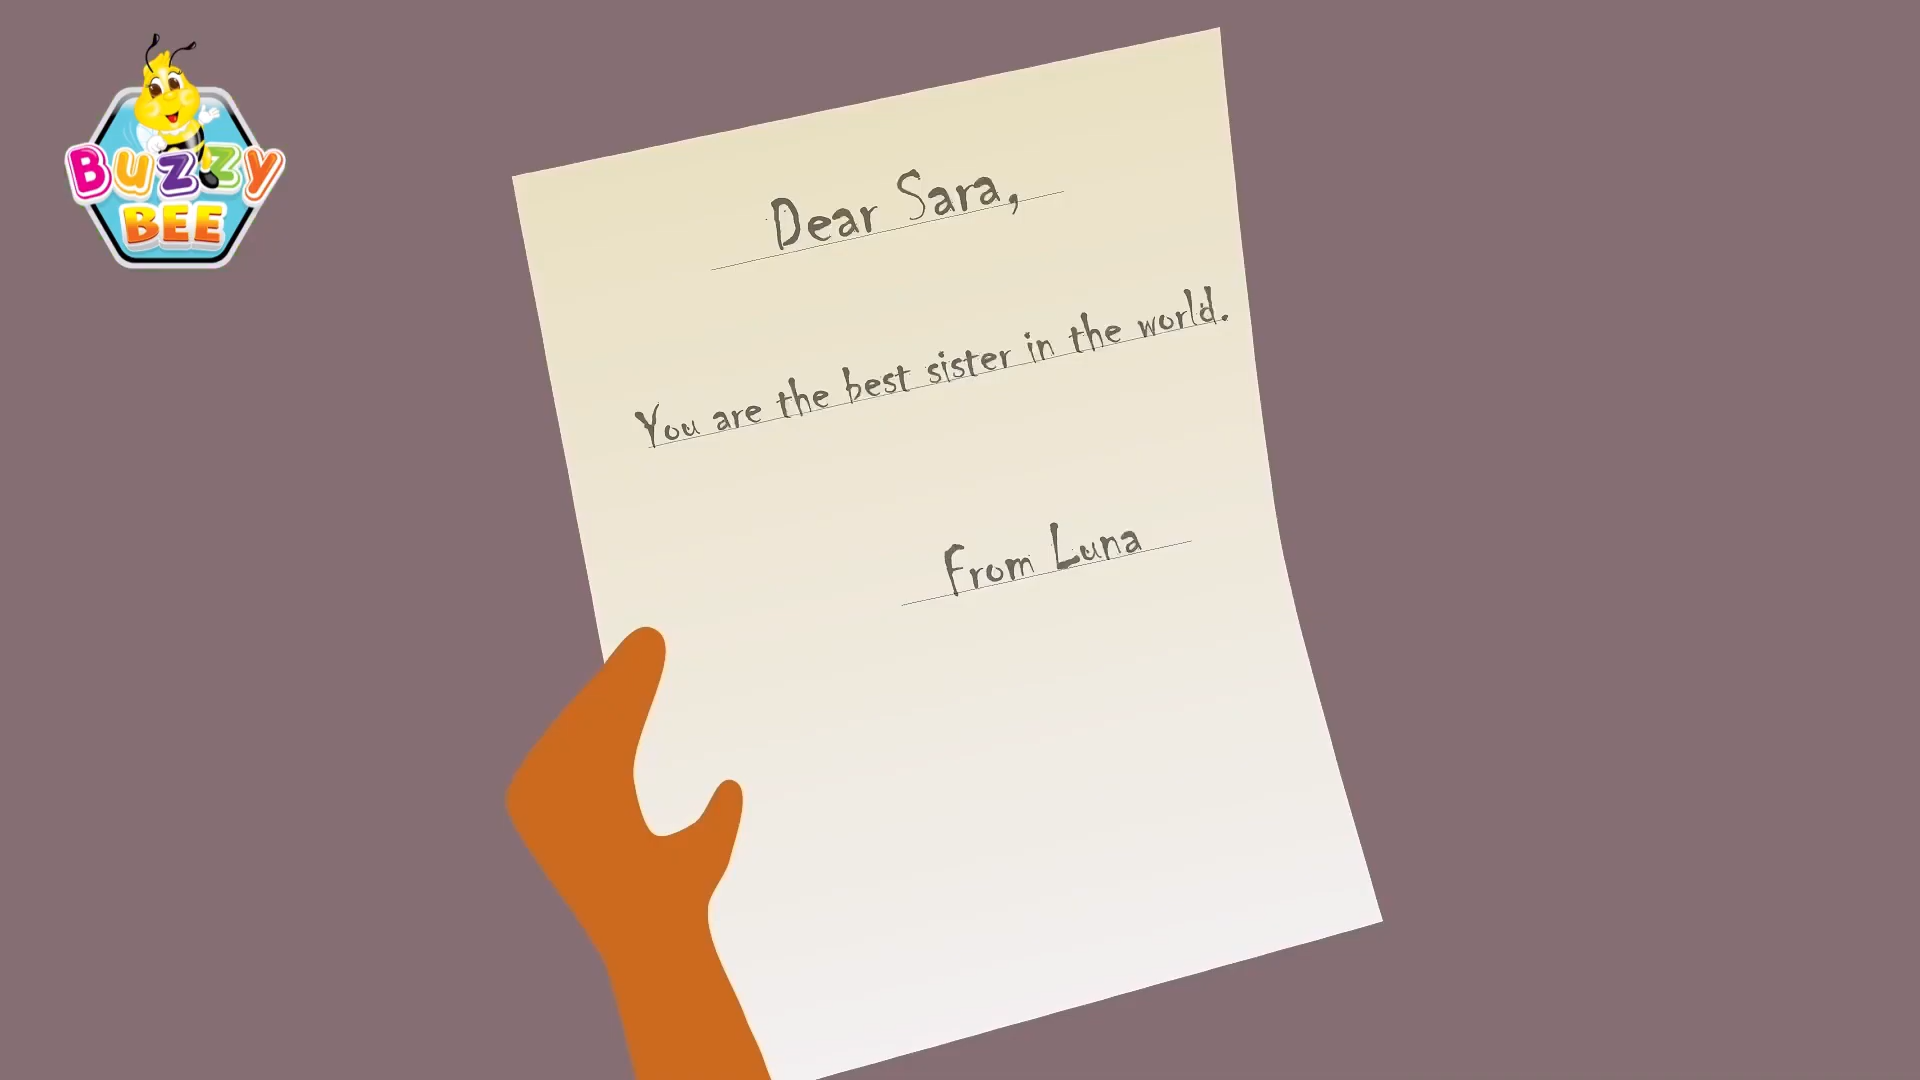 Buzzy
BEE
Dear Sara,
You are the best sister in the world.
From Luna